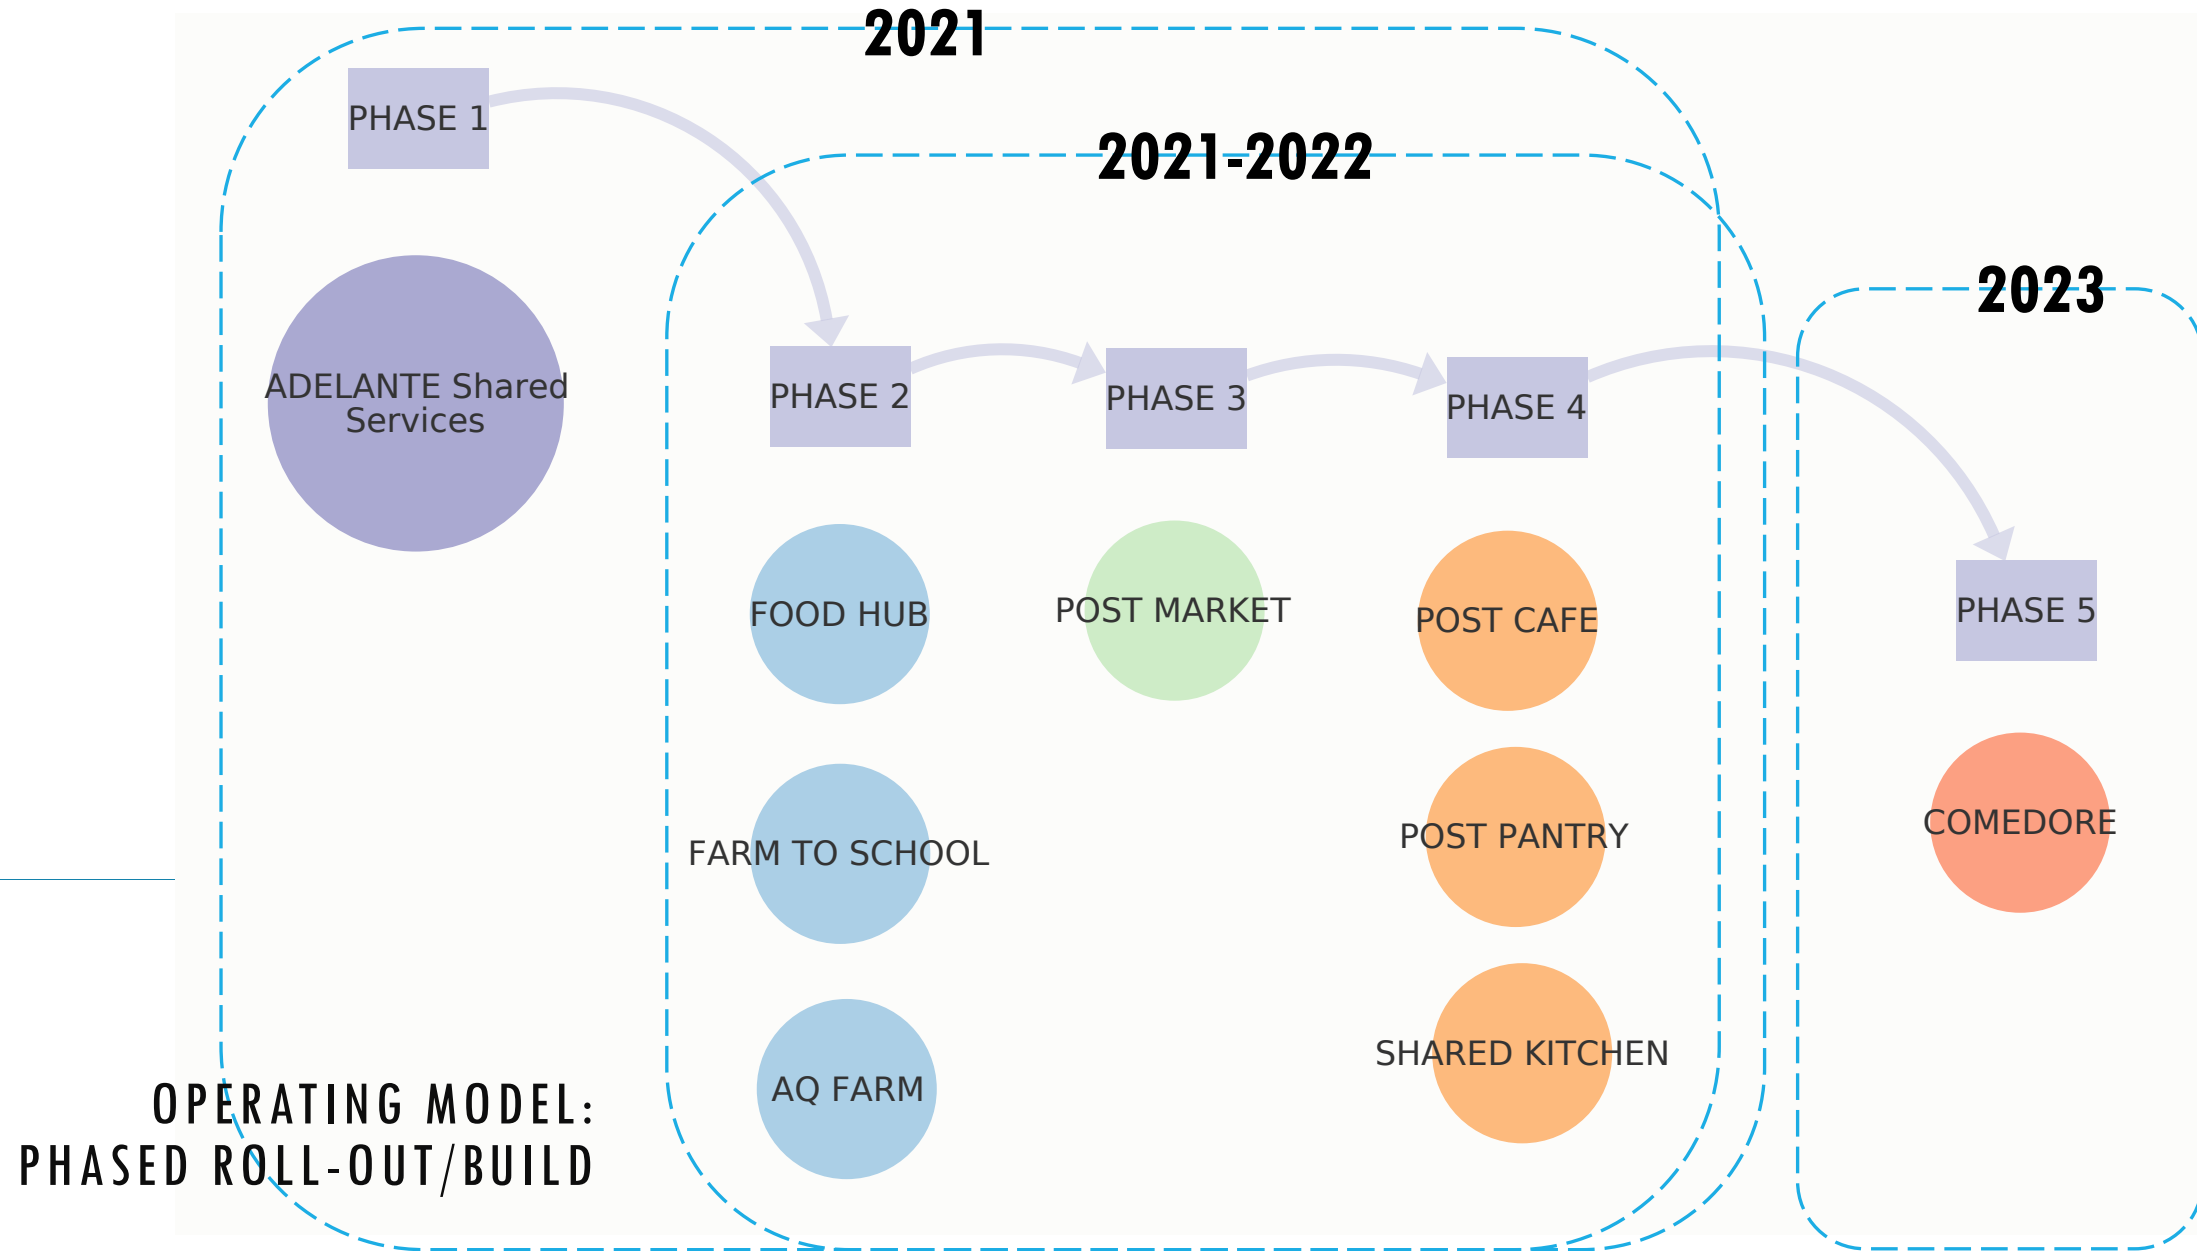 2021
PHASE 1
2021-2022
2023
ADELANTE Shared
Services
PHASE 2
PHASE 3
PHASE 4
FOOD HUB
POST MARKET
POST CAFE
PHASE 5
FARM TO SCHOOL
POST PANTRY
COMEDORE
AQ FARM
SHARED KITCHEN
OPERATING MODEL:
PHASED ROLL-OUT/BUILD